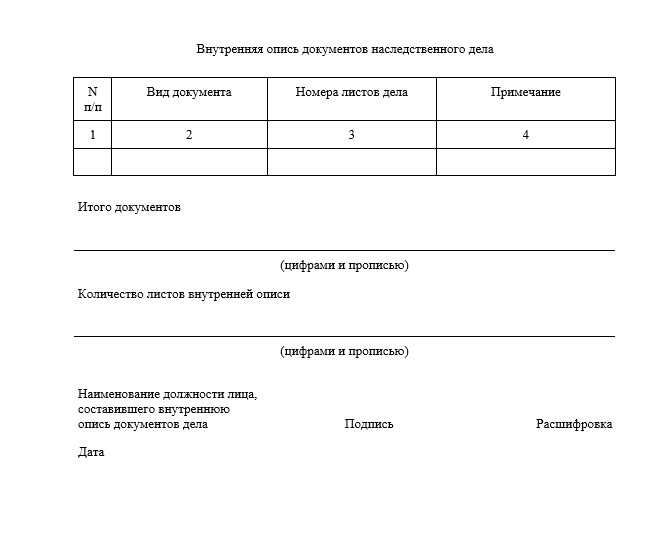 Внутренняя опись документов наследственного дела
N п/п Вид документа Номера листов дела Примечание
1 2 3 4
Итого документов
(цифрами и прописью)
Количество листов внутренней описи
(цифрами и прописью)
Наименование должности лица,
составившего внутреннюю
опись документов дела Подпись Расшифровка
Дата